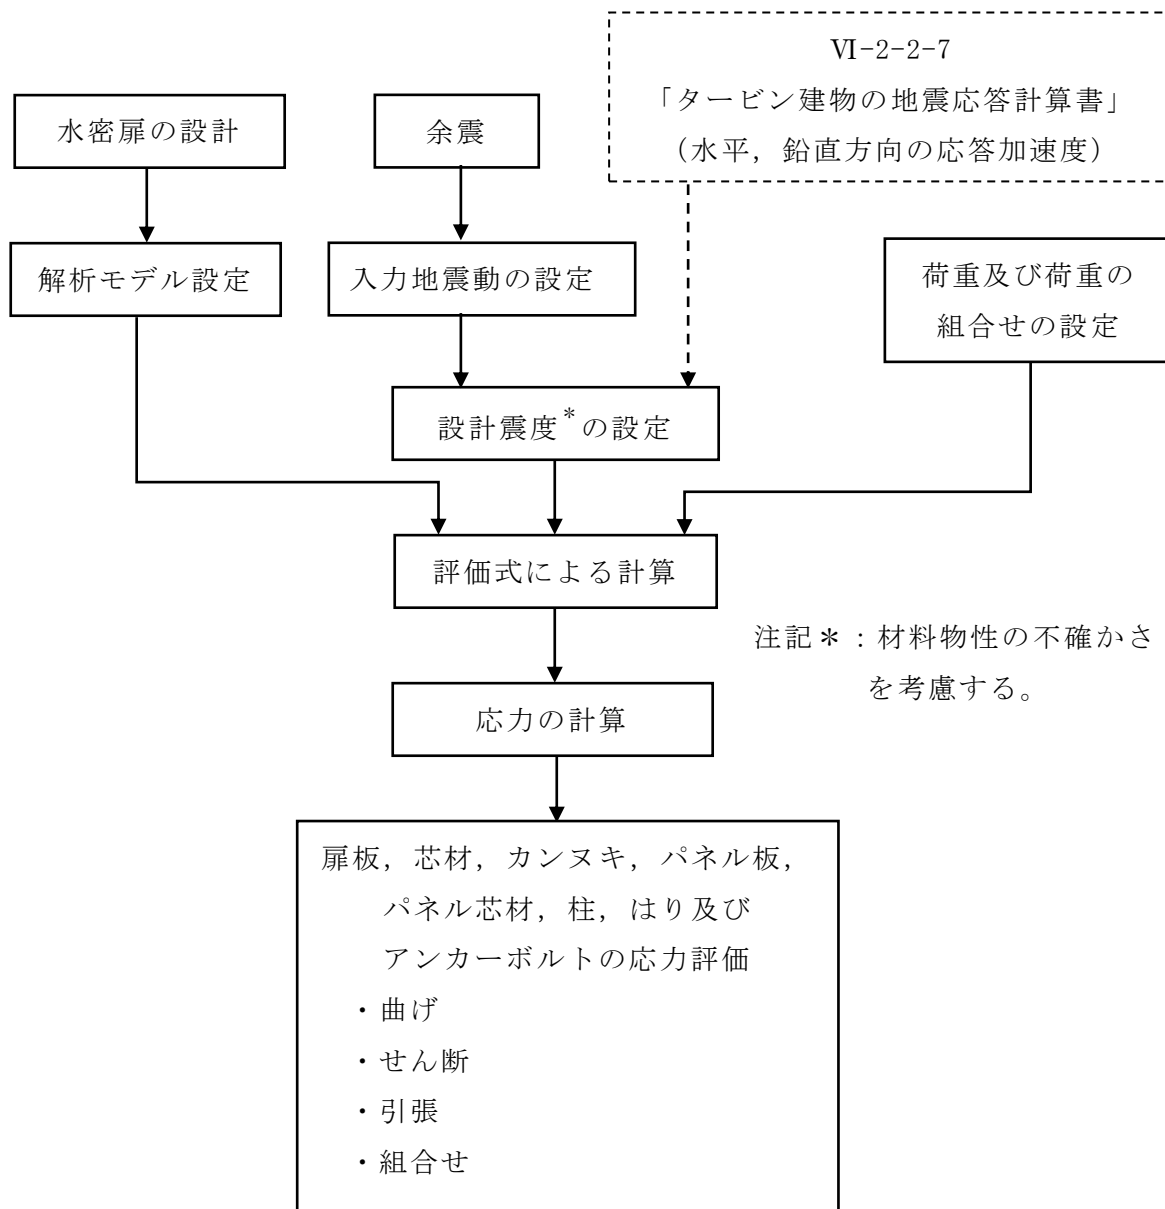 Ⅵ-2-2-7
「タービン建物の地震応答計算書」
（水平，鉛直方向の応答加速度）
水密扉の設計
余震
解析モデル設定
入力地震動の設定
荷重及び荷重の
組合せの設定
設計震度*の設定
評価式による計算
注記＊：材料物性の不確かさ
を考慮する。
応力の計算
扉板，芯材，カンヌキ，パネル板，
パネル芯材，柱，はり及び
アンカーボルトの応力評価
・曲げ
・せん断
・引張
・組合せ